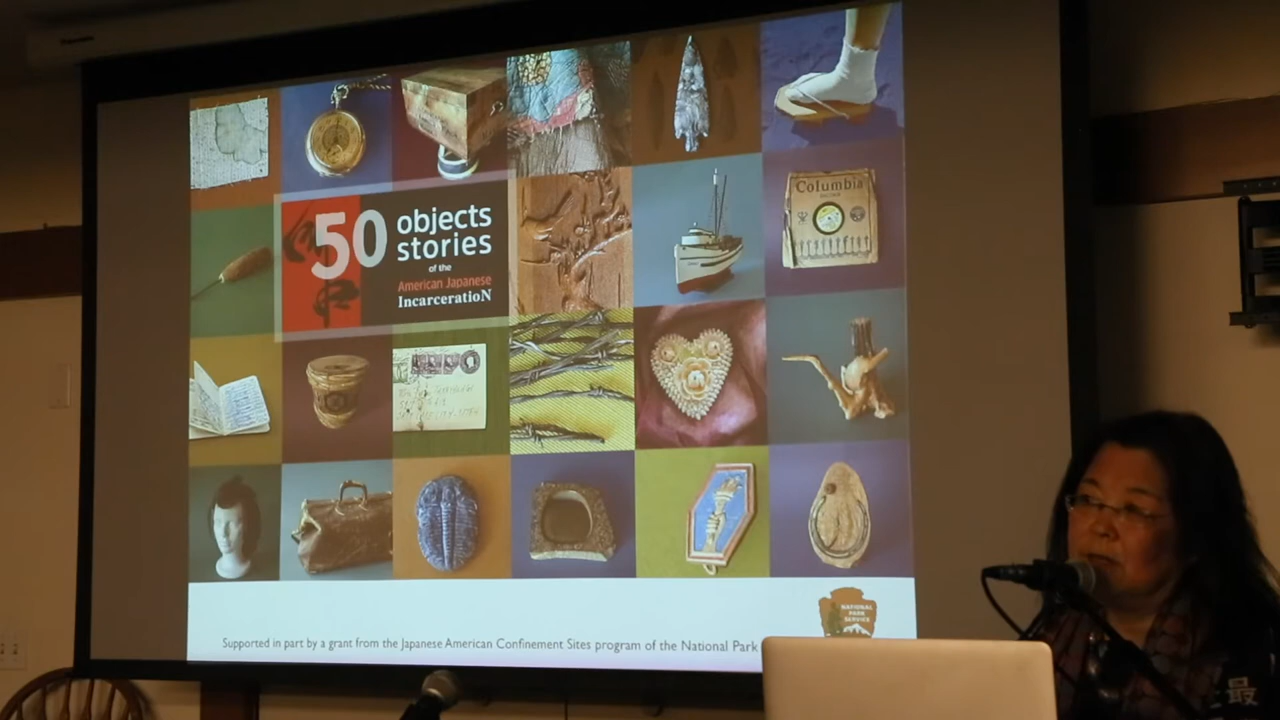 50 objects
stories
of the
American Japanese
IncarceratioN
Columbia
NATIONAL
PARK
SERVICE
Supported in part by a grant from the Japanese American Confinement Sites program of the National Park
最